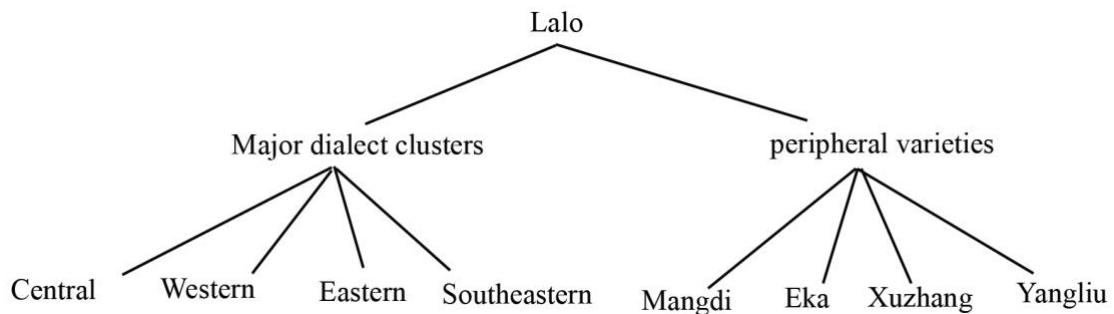 Lalo
Major dialect clusters
peripheral varieties
Central
Western
Eastern
Southeastern
Mangdi
Eka
Xuzhang
Yangliu